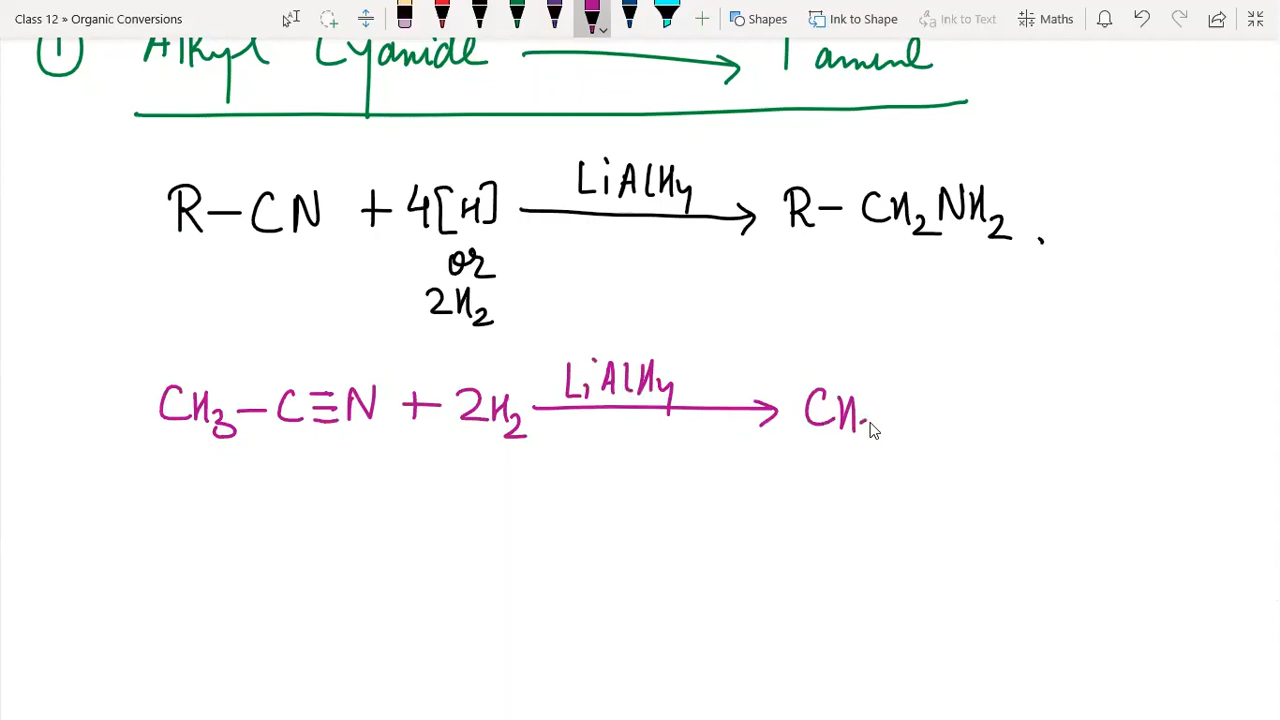 Class 12 » Organic Conversions
Shapes
Ink to Shape
Ink to Text
Maths
① Alkyl Cyanide ⟶ 1 amine
R–CN + 4[H] ⟶ R–CH₂NH₂ .
LiAlH₄
or
2H₂
LiAlH₄
CH₃–C≡N + 2H₂ ⟶ CH